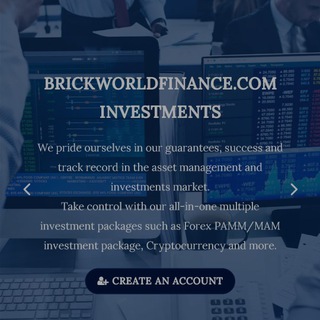 BRICKWORLDFINANCE.COM
INVESTMENTS
We pride ourselves in our guarantees, success and
track record in the asset management and
investments market.
Take control with our all-in-one multiple
investment packages such as Forex PAMM/MAM
investment package, Cryptocurrency and more.
CREATE AN ACCOUNT